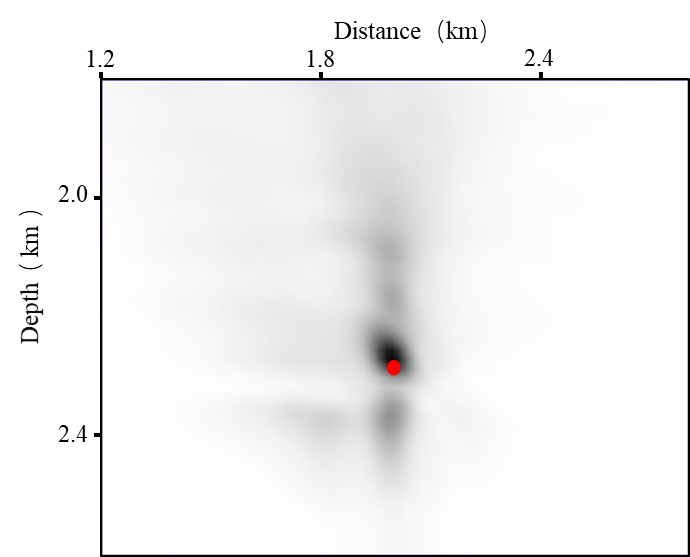 Distance （km）
1.2 1.8 2.4
2.0
Depth（ km ）
2.4